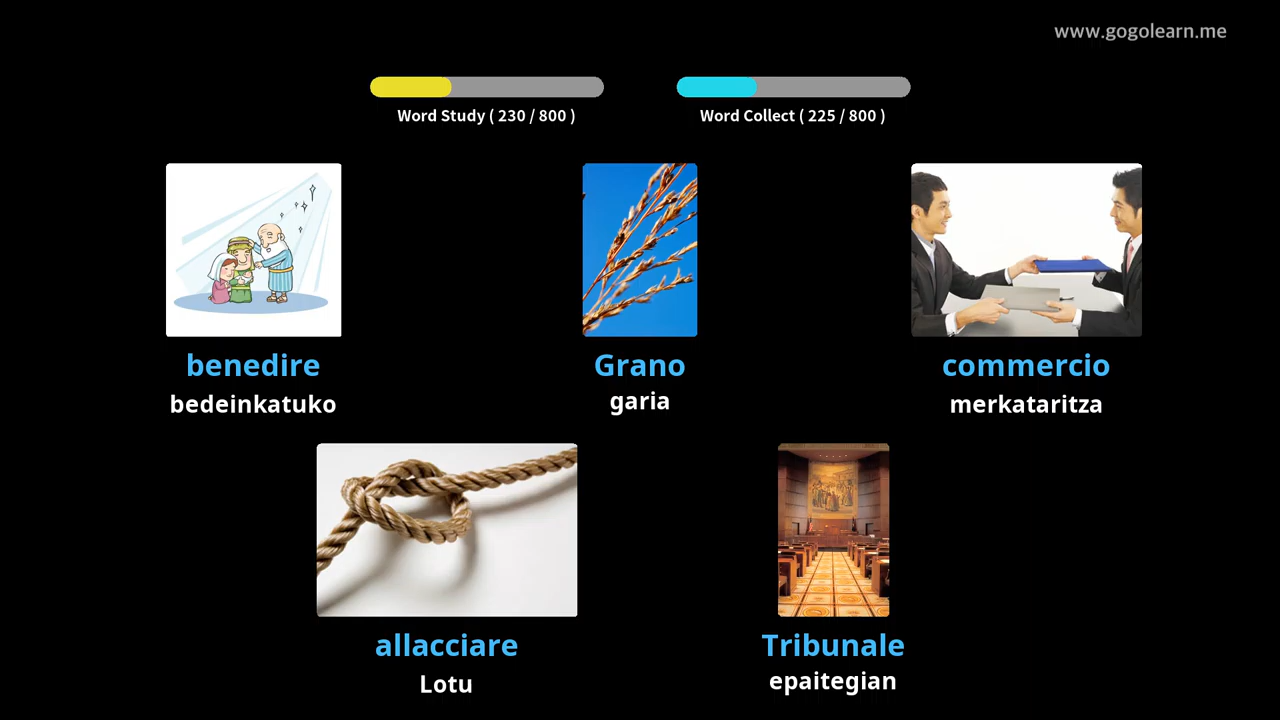 www.gogolearn.me
Word Study ( 230 / 800 )
Word Collect ( 225 / 800 )
benedire
bedeinkatuko
Grano
garia
commercio
merkataritza
allacciare
Lotu
Tribunale
epaitegian